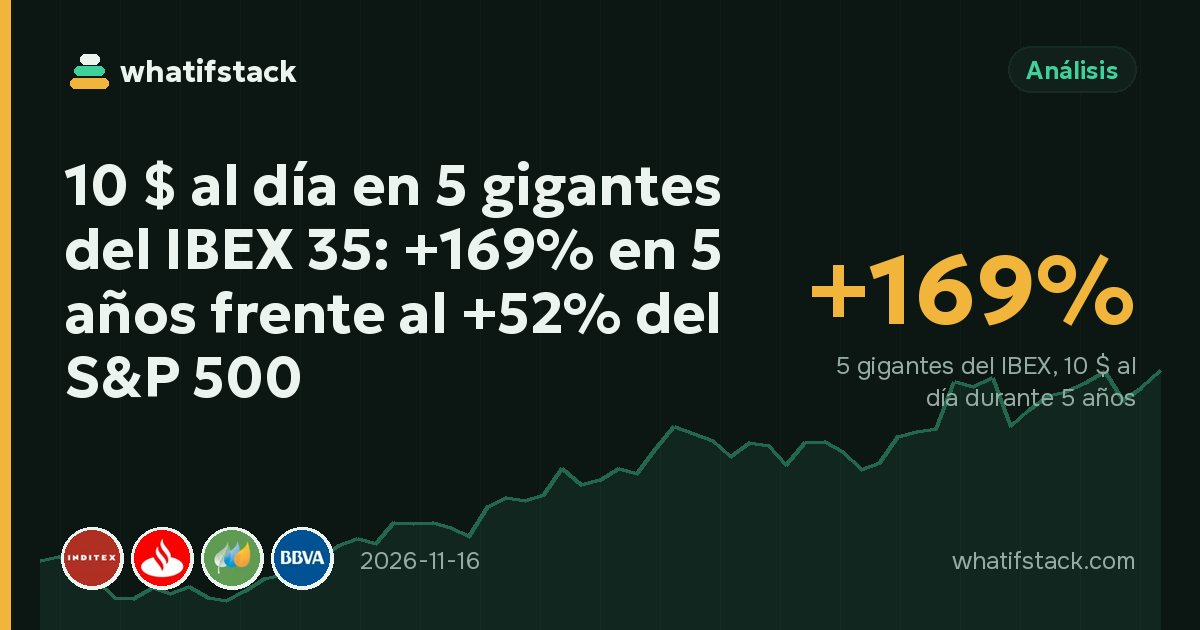 whatifstack
Análisis
10 $ al día en 5 gigantes
del IBEX 35: +169% en 5
años frente al +52% del
S&P 500
+169%
5 gigantes del IBEX, 10 $ al
día durante 5 años
INDITEX
BBVA
2026-11-16
whatifstack.com